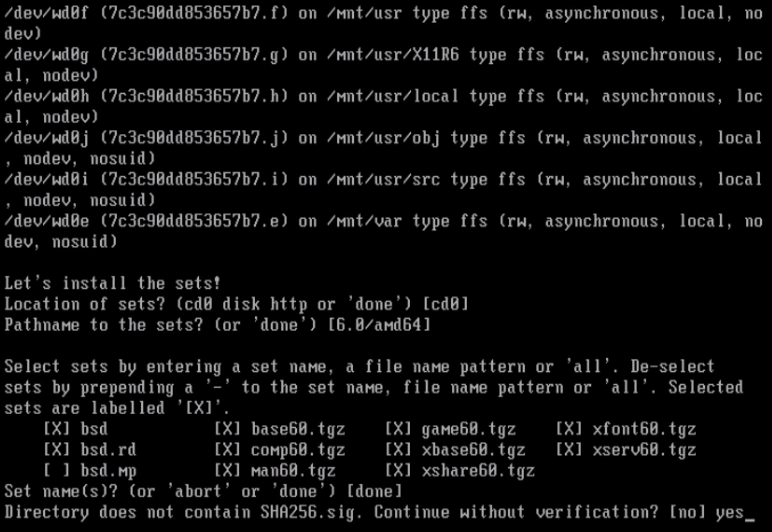 /dev/wd0f (7c3c90dd853657b7.f) on /mnt/usr type ffs (rw, asynchronous, local, no
dev)
/dev/wd0g (7c3c90dd853657b7.g) on /mnt/usr/X11R6 type ffs (rw, asynchronous, loc
al, nodev)
/dev/wd0h (7c3c90dd853657b7.h) on /mnt/usr/local type ffs (rw, asynchronous, loc
al, nodev)
/dev/wd0j (7c3c90dd853657b7.j) on /mnt/usr/obj type ffs (rw, asynchronous, local
, nodev, nosuid)
/dev/wd0i (7c3c90dd853657b7.i) on /mnt/usr/src type ffs (rw, asynchronous, local
, nodev, nosuid)
/dev/wd0e (7c3c90dd853657b7.e) on /mnt/var type ffs (rw, asynchronous, local, no
dev, nosuid)

Let's install the sets!
Location of sets? (cd0 disk http or 'done') [cd0]
Pathname to the sets? (or 'done') [6.0/amd64]

Select sets by entering a set name, a file name pattern or 'all'. De-select
sets by prepending a '-' to the set name, file name pattern or 'all'. Selected
sets are labelled '[X]'.
    [X] bsd           [X] base60.tgz    [X] game60.tgz    [X] xfont60.tgz
    [X] bsd.rd        [X] comp60.tgz    [X] xbase60.tgz   [X] xserv60.tgz
    [ ] bsd.mp        [X] man60.tgz     [X] xshare60.tgz
Set name(s)? (or 'abort' or 'done') [done]
Directory does not contain SHA256.sig. Continue without verification? [no] yes_